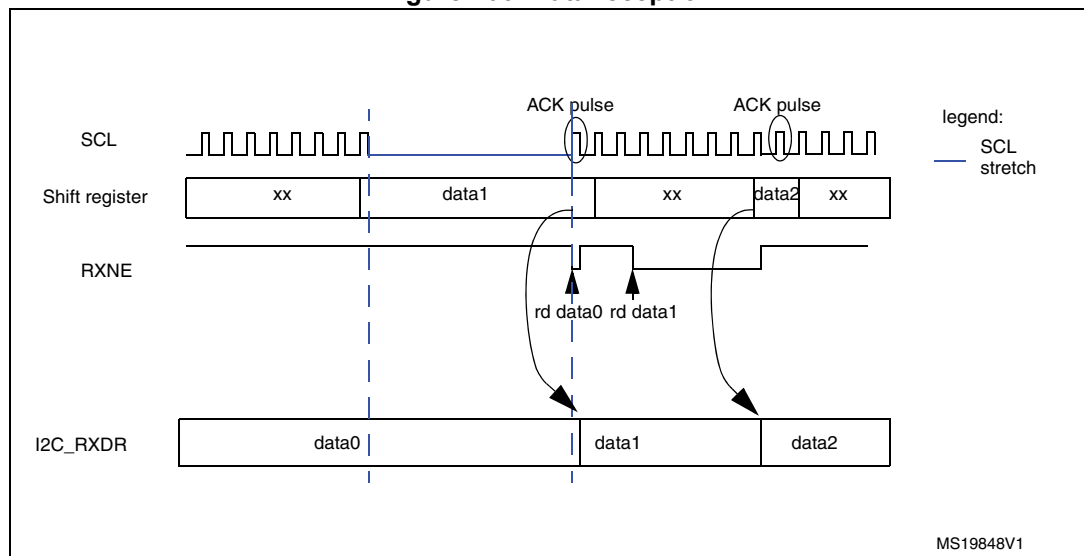 ACK pulse ACK pulse
legend:
SCL
SCL
stretch
Shift register
xx
data1
xx
data2
xx
RXNE
rd data0 rd data1
I2C_RXDR
data0
data1
data2
MS19848V1